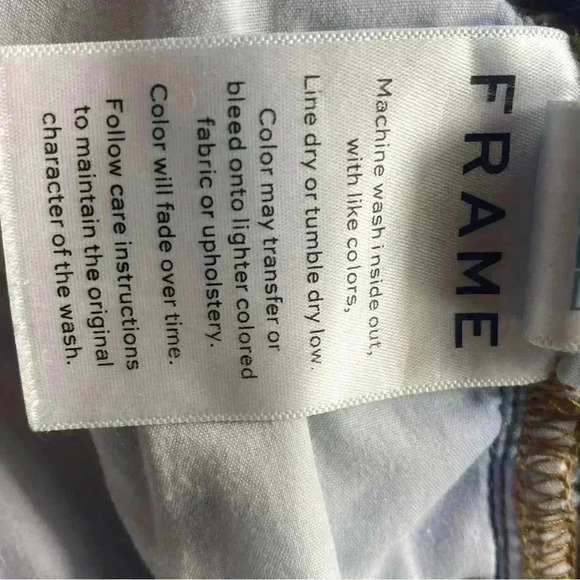 FRAME
Machine wash inside out,
with like colors,
Line dry or tumble dry low.
Color may transfer or
bleed onto lighter colored
fabric or upholstery.
Color will fade over time.
Follow care instructions
to maintain the original
character of the wash.